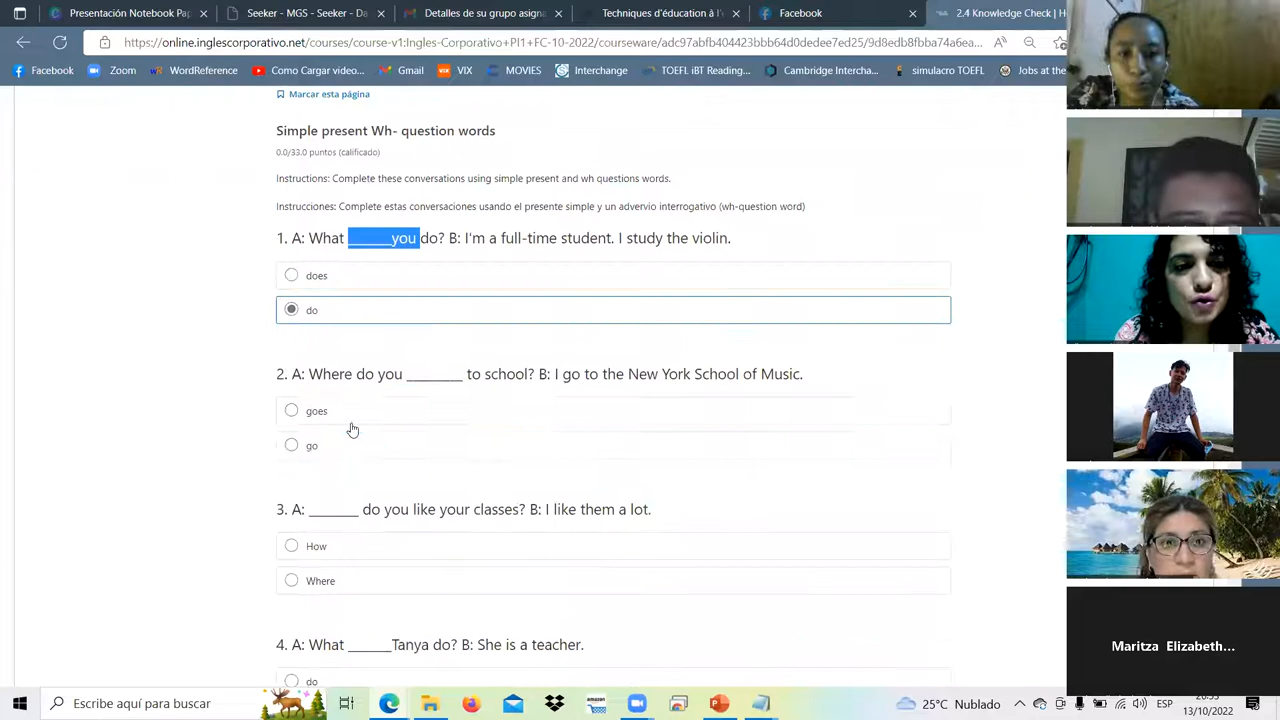 Presentación Notebook Pap
Seeker - MGS - Seeker - Da
Detalles de su grupo asigna
Techniques d'éducation à l'e
Facebook
2.4 Knowledge Check | H
https://online.inglescorporativo.net/courses/course-v1:Ingles-Corporativo+PI1+FC-10-2022/courseware/adc97abfb404423bbb64d0dedee7ed25/9d8edb8fbba74a6ea...
Facebook
Zoom
WordReference
Como Cargar video...
Gmail
VIX
MOVIES
Interchange
TOEFL iBT Reading...
Cambridge Intercha...
simulacro TOEFL
Jobs at the
Marcar esta página
Simple present Wh- question words
0.0/33.0 puntos (calificado)
Instructions: Complete these conversations using simple present and wh questions words.
Instrucciones: Complete estas conversaciones usando el presente simple y un advervio interrogativo (wh-question word)
1. A: What ______you do? B: I'm a full-time student. I study the violin.
does
do
2. A: Where do you ________ to school? B: I go to the New York School of Music.
goes
go
3. A: _______ do you like your classes? B: I like them a lot.
How
Where
4. A: What ______Tanya do? B: She is a teacher.
do
Maritza Elizabeth...
Escribe aquí para buscar
amazon
25°C Nublado
ESP
13/10/2022